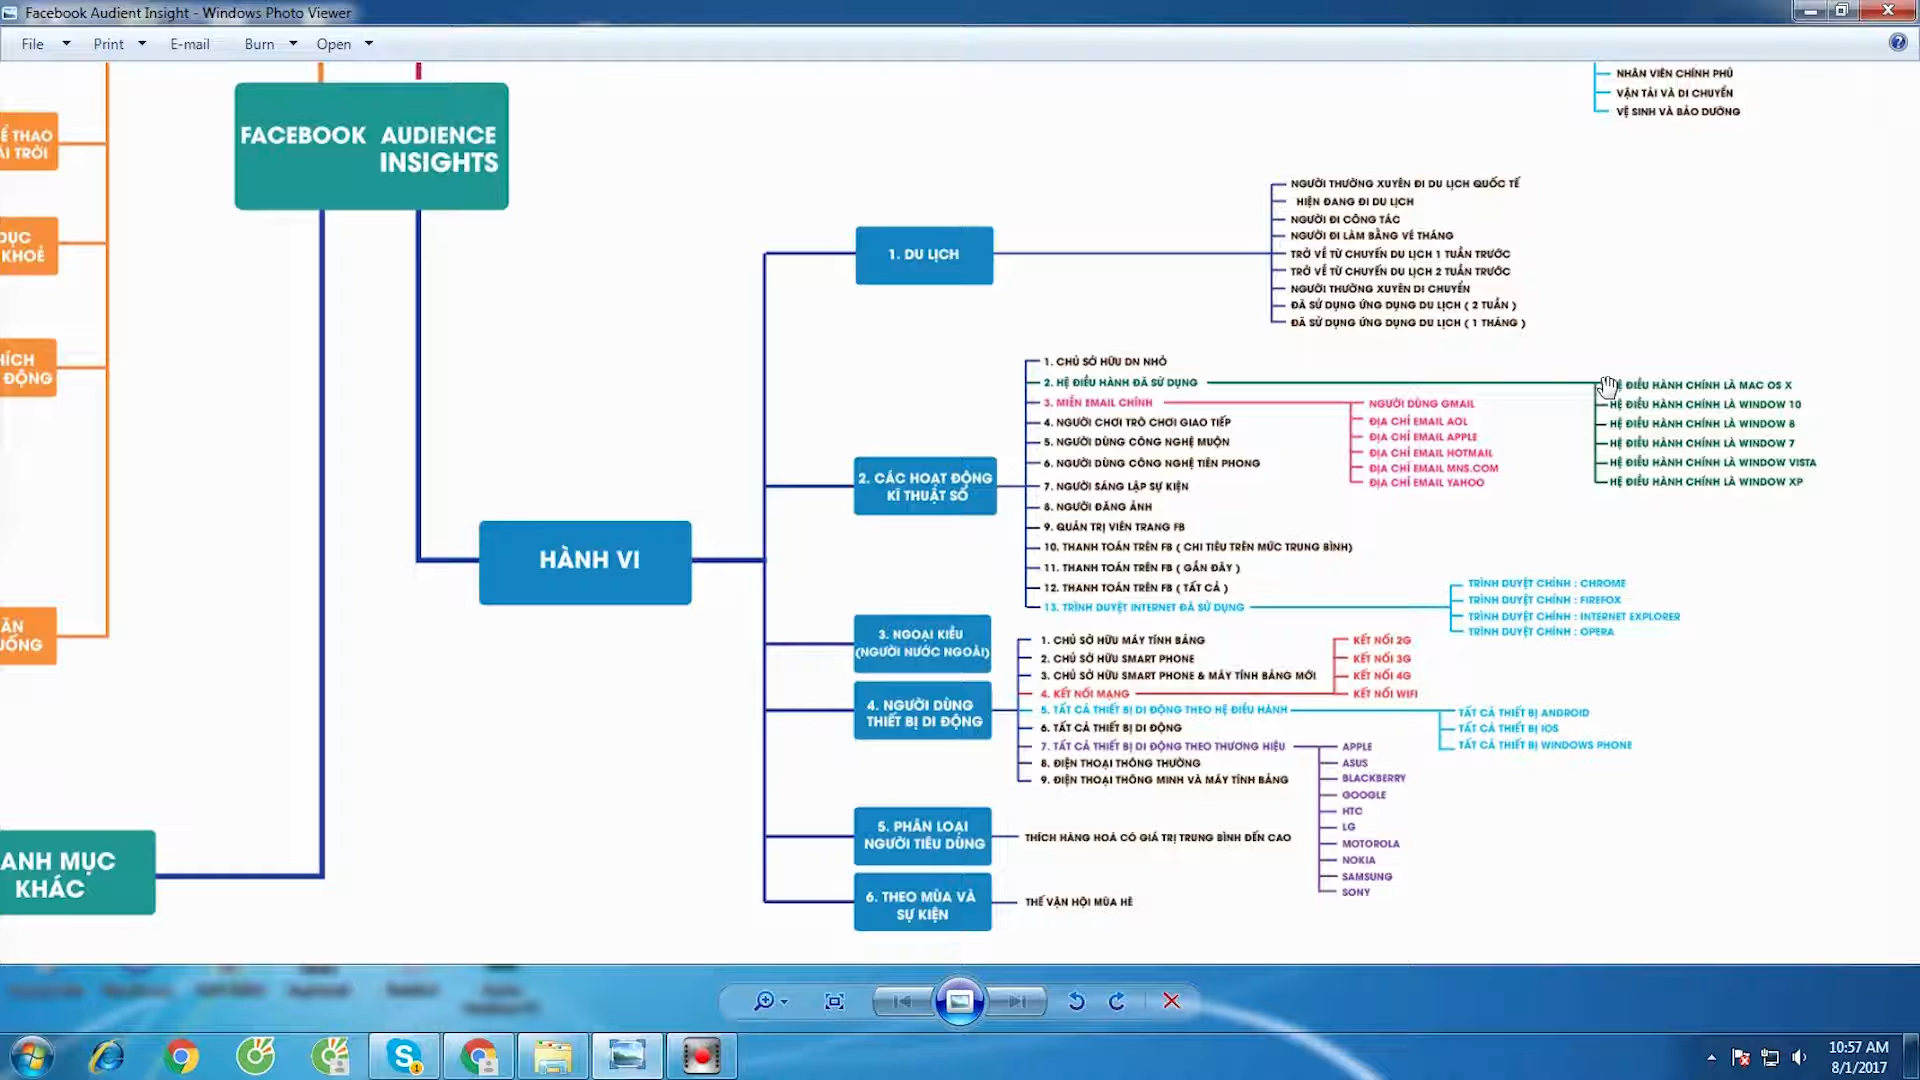 Facebook Audient Insight - Windows Photo Viewer
File Print E-mail Burn Open
NHÂN VIÊN CHÍNH PHỦ
VẬN TẢI VÀ DI CHUYỂN
VỆ SINH VÀ BẢO DƯỠNG
FACEBOOK AUDIENCE
INSIGHTS
Ể THAO
ÀI TRỜI
DỤC
KHOẺ
HÍCH
ĐỘNG
ĂN
UỐNG
ANH MỤC
KHÁC
HÀNH VI
1. DU LỊCH
NGƯỜI THƯỜNG XUYÊN ĐI DU LỊCH QUỐC TẾ
HIỆN ĐANG ĐI DU LỊCH
NGƯỜI ĐI CÔNG TÁC
NGƯỜI ĐI LÀM BẰNG VÉ THÁNG
TRỞ VỀ TỪ CHUYẾN DU LỊCH 1 TUẦN TRƯỚC
TRỞ VỀ TỪ CHUYẾN DU LỊCH 2 TUẦN TRƯỚC
NGƯỜI THƯỜNG XUYÊN DI CHUYỂN
ĐÃ SỬ DỤNG ỨNG DỤNG DU LỊCH ( 2 TUẦN )
ĐÃ SỬ DỤNG ỨNG DỤNG DU LỊCH ( 1 THÁNG )
2. CÁC HOẠT ĐỘNG
KĨ THUẬT SỐ
1. CHỦ SỞ HỮU DN NHỎ
2. HỆ ĐIỀU HÀNH ĐÃ SỬ DỤNG
3. MIỀN EMAIL CHÍNH
4. NGƯỜI CHƠI TRÒ CHƠI GIAO TIẾP
5. NGƯỜI DÙNG CÔNG NGHỆ MUỘN
6. NGƯỜI DÙNG CÔNG NGHỆ TIÊN PHONG
7. NGƯỜI SÁNG LẬP SỰ KIỆN
8. NGƯỜI ĐĂNG ẢNH
9. QUẢN TRỊ VIÊN TRANG FB
10. THANH TOÁN TRÊN FB ( CHI TIÊU TRÊN MỨC TRUNG BÌNH)
11. THANH TOÁN TRÊN FB ( GẦN ĐÂY )
12. THANH TOÁN TRÊN FB ( TẤT CẢ )
13. TRÌNH DUYỆT INTERNET ĐÃ SỬ DỤNG
NGƯỜI DÙNG GMAIL
ĐỊA CHỈ EMAIL AOL
ĐỊA CHỈ EMAIL APPLE
ĐỊA CHỈ EMAIL HOTMAIL
ĐỊA CHỈ EMAIL MNS.COM
ĐỊA CHỈ EMAIL YAHOO
HỆ ĐIỀU HÀNH CHÍNH LÀ MAC OS X
HỆ ĐIỀU HÀNH CHÍNH LÀ WINDOW 10
HỆ ĐIỀU HÀNH CHÍNH LÀ WINDOW 8
HỆ ĐIỀU HÀNH CHÍNH LÀ WINDOW 7
HỆ ĐIỀU HÀNH CHÍNH LÀ WINDOW VISTA
HỆ ĐIỀU HÀNH CHÍNH LÀ WINDOW XP
TRÌNH DUYỆT CHÍNH : CHROME
TRÌNH DUYỆT CHÍNH : FIREFOX
TRÌNH DUYỆT CHÍNH : INTERNET EXPLORER
TRÌNH DUYỆT CHÍNH : OPERA
3. NGOẠI KIỀU
(NGƯỜI NƯỚC NGOÀI)
4. NGƯỜI DÙNG
THIẾT BỊ DI ĐỘNG
1. CHỦ SỞ HỮU MÁY TÍNH BẢNG
2. CHỦ SỞ HỮU SMART PHONE
3. CHỦ SỞ HỮU SMART PHONE & MÁY TÍNH BẢNG MỚI
4. KẾT NỐI MẠNG
5. TẤT CẢ THIẾT BỊ DI ĐỘNG THEO HỆ ĐIỀU HÀNH
6. TẤT CẢ THIẾT BỊ DI ĐỘNG
7. TẤT CẢ THIẾT BỊ DI ĐỘNG THEO THƯƠNG HIỆU
8. ĐIỆN THOẠI THÔNG THƯỜNG
9. ĐIỆN THOẠI THÔNG MINH VÀ MÁY TÍNH BẢNG
KẾT NỐI 2G
KẾT NỐI 3G
KẾT NỐI 4G
KẾT NỐI WIFI
TẤT CẢ THIẾT BỊ ANDROID
TẤT CẢ THIẾT BỊ IOS
TẤT CẢ THIẾT BỊ WINDOWS PHONE
APPLE
ASUS
BLACKBERRY
GOOGLE
HTC
LG
MOTOROLA
NOKIA
SAMSUNG
SONY
5. PHÂN LOẠI
NGƯỜI TIÊU DÙNG
THÍCH HÀNG HOÁ CÓ GIÁ TRỊ TRUNG BÌNH ĐẾN CAO
6. THEO MÙA VÀ
SỰ KIỆN
THẾ VẬN HỘI MÙA HÈ
10:57 AM
8/1/2017